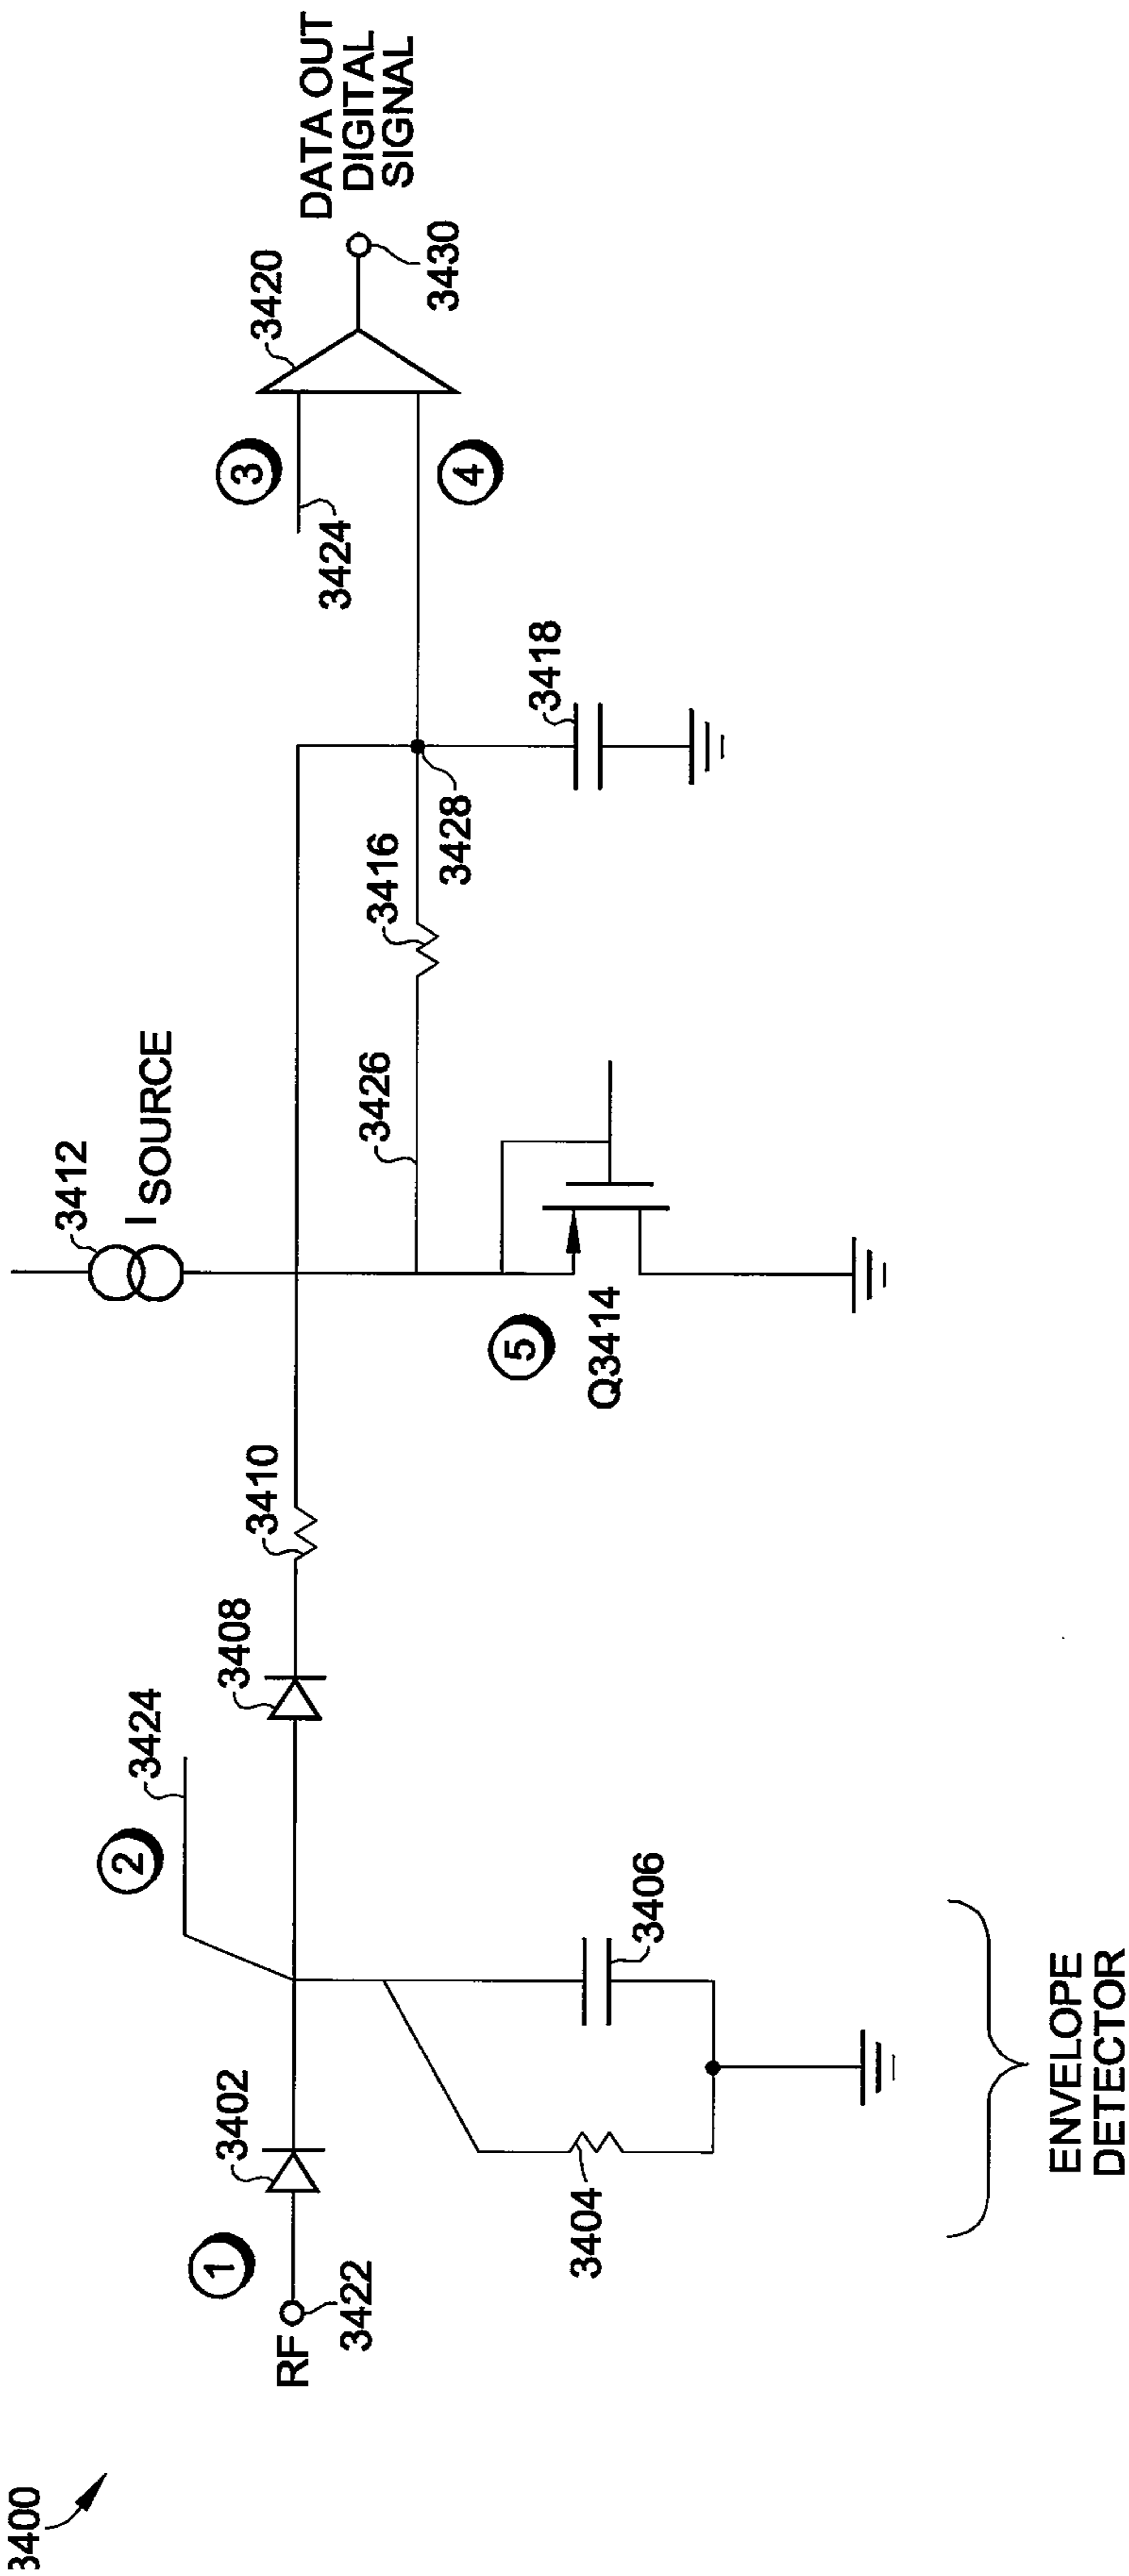 3400
RF
3422
1
3402
3404
3406
ENVELOPE
DETECTOR
2
3424
3408
3410
3412
I SOURCE
5
Q3414
3426
3416
3428
3418
3
3424
4
3420
3430
DATA OUT
DIGITAL
SIGNAL